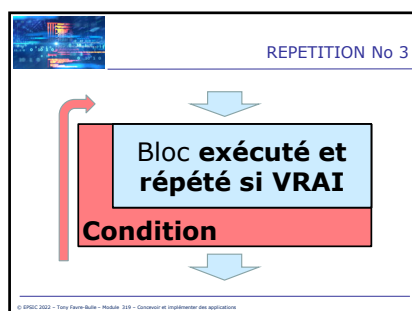 REPETITION No 3
Bloc exécuté et
répété si VRAI
Condition
© EPSIC 2022 – Tony Favre-Bulle – Module 319 – Concevoir et implémenter des applications